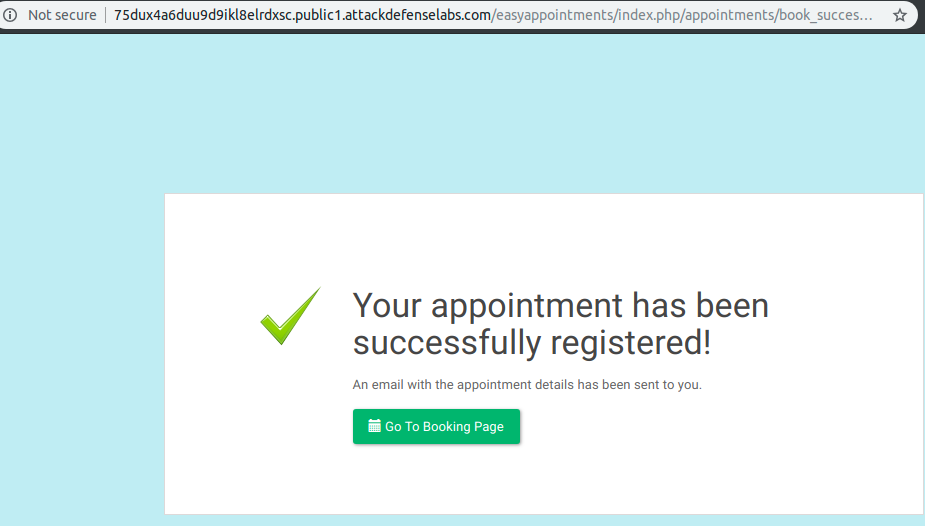 Not secure 75dux4a6duu9d9ikl8elrdxsc.public1.attackdefenselabs.com/easyappointments/index.php/appointments/book_succes...
Your appointment has been
successfully registered!
An email with the appointment details has been sent to you.
Go To Booking Page